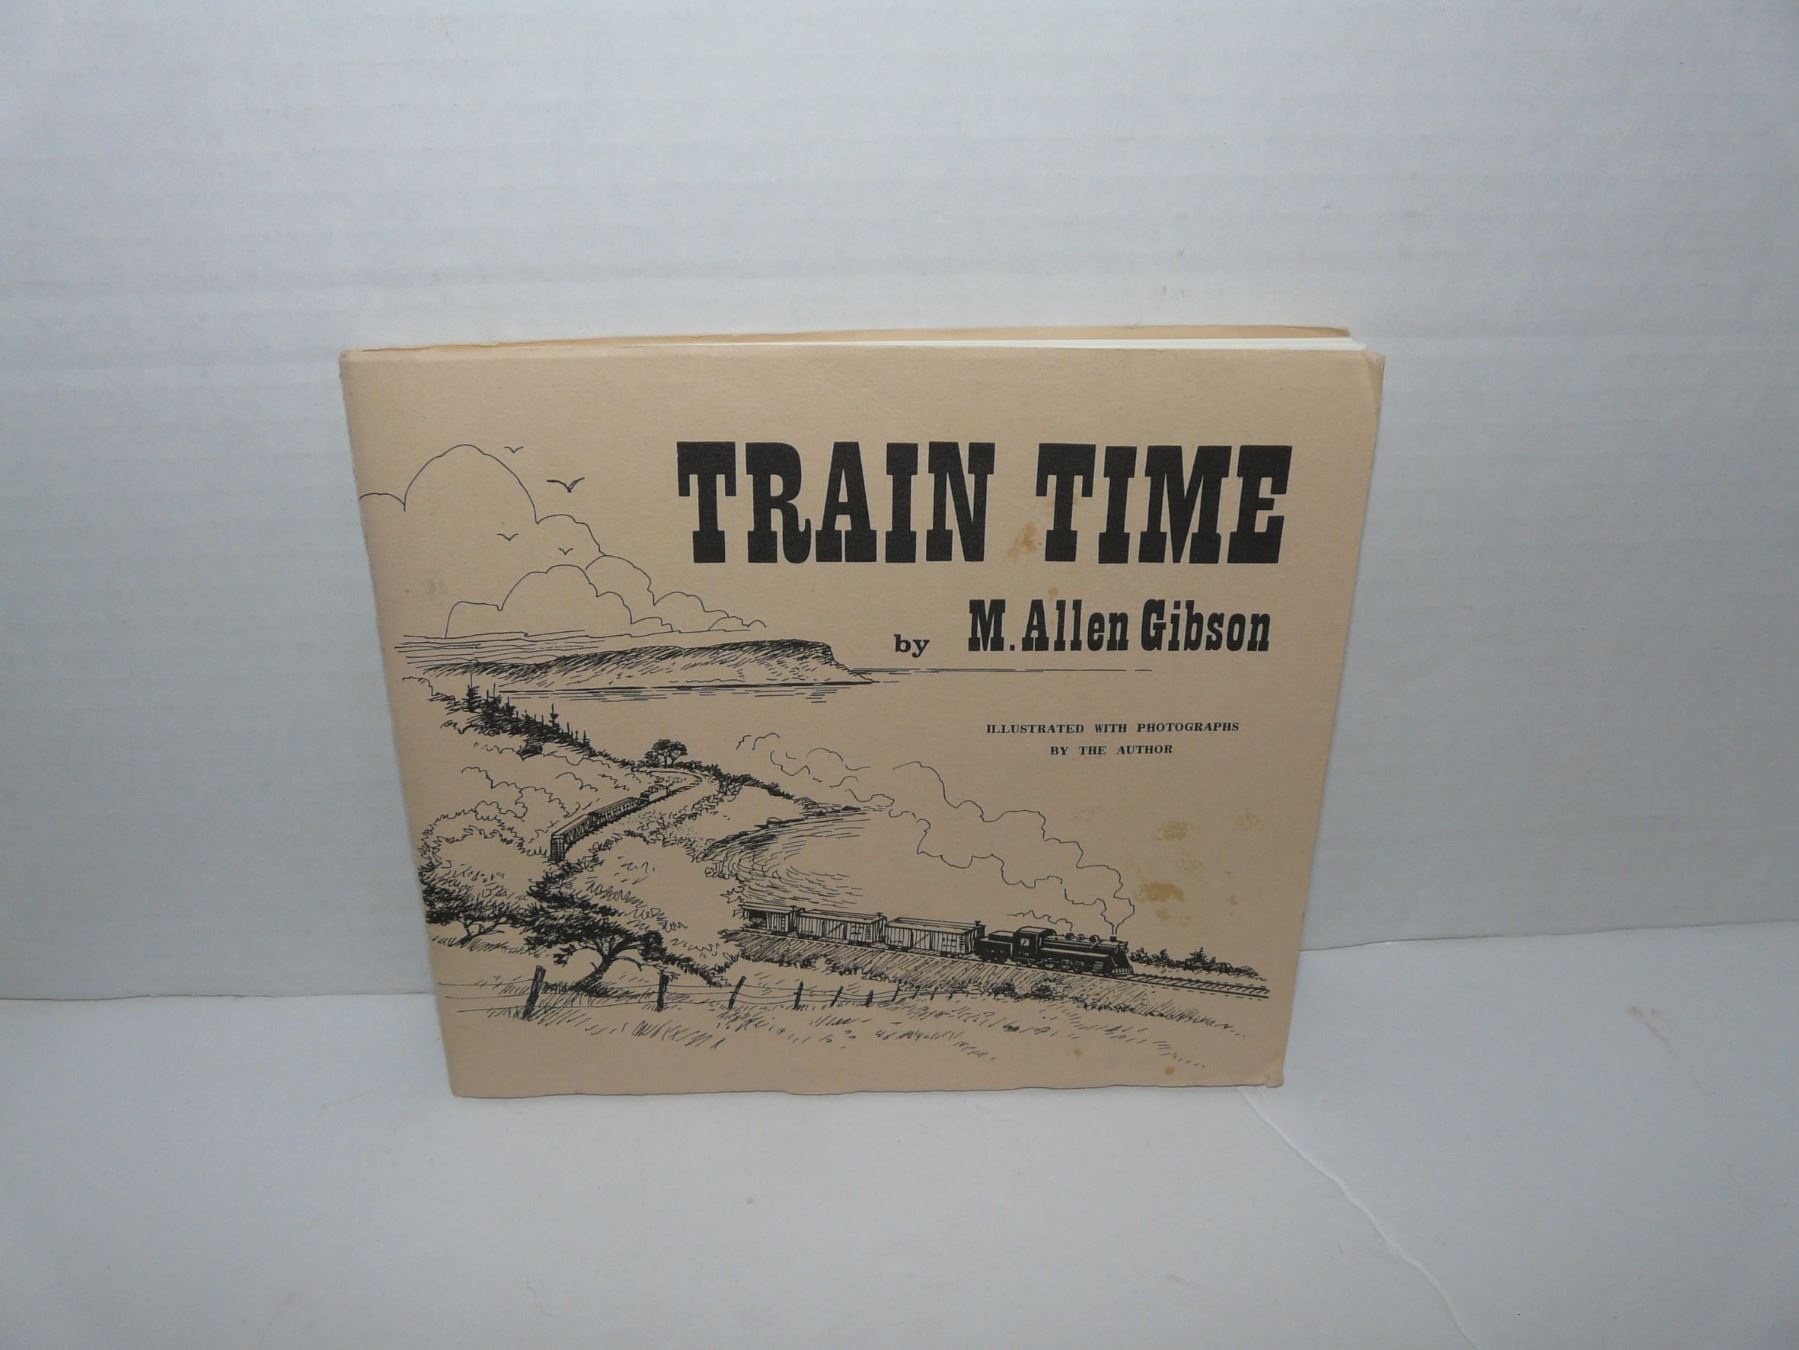 TRAIN TIME
by M. Allen Gibson
ILLUSTRATED WITH PHOTOGRAPHS
BY THE AUTHOR